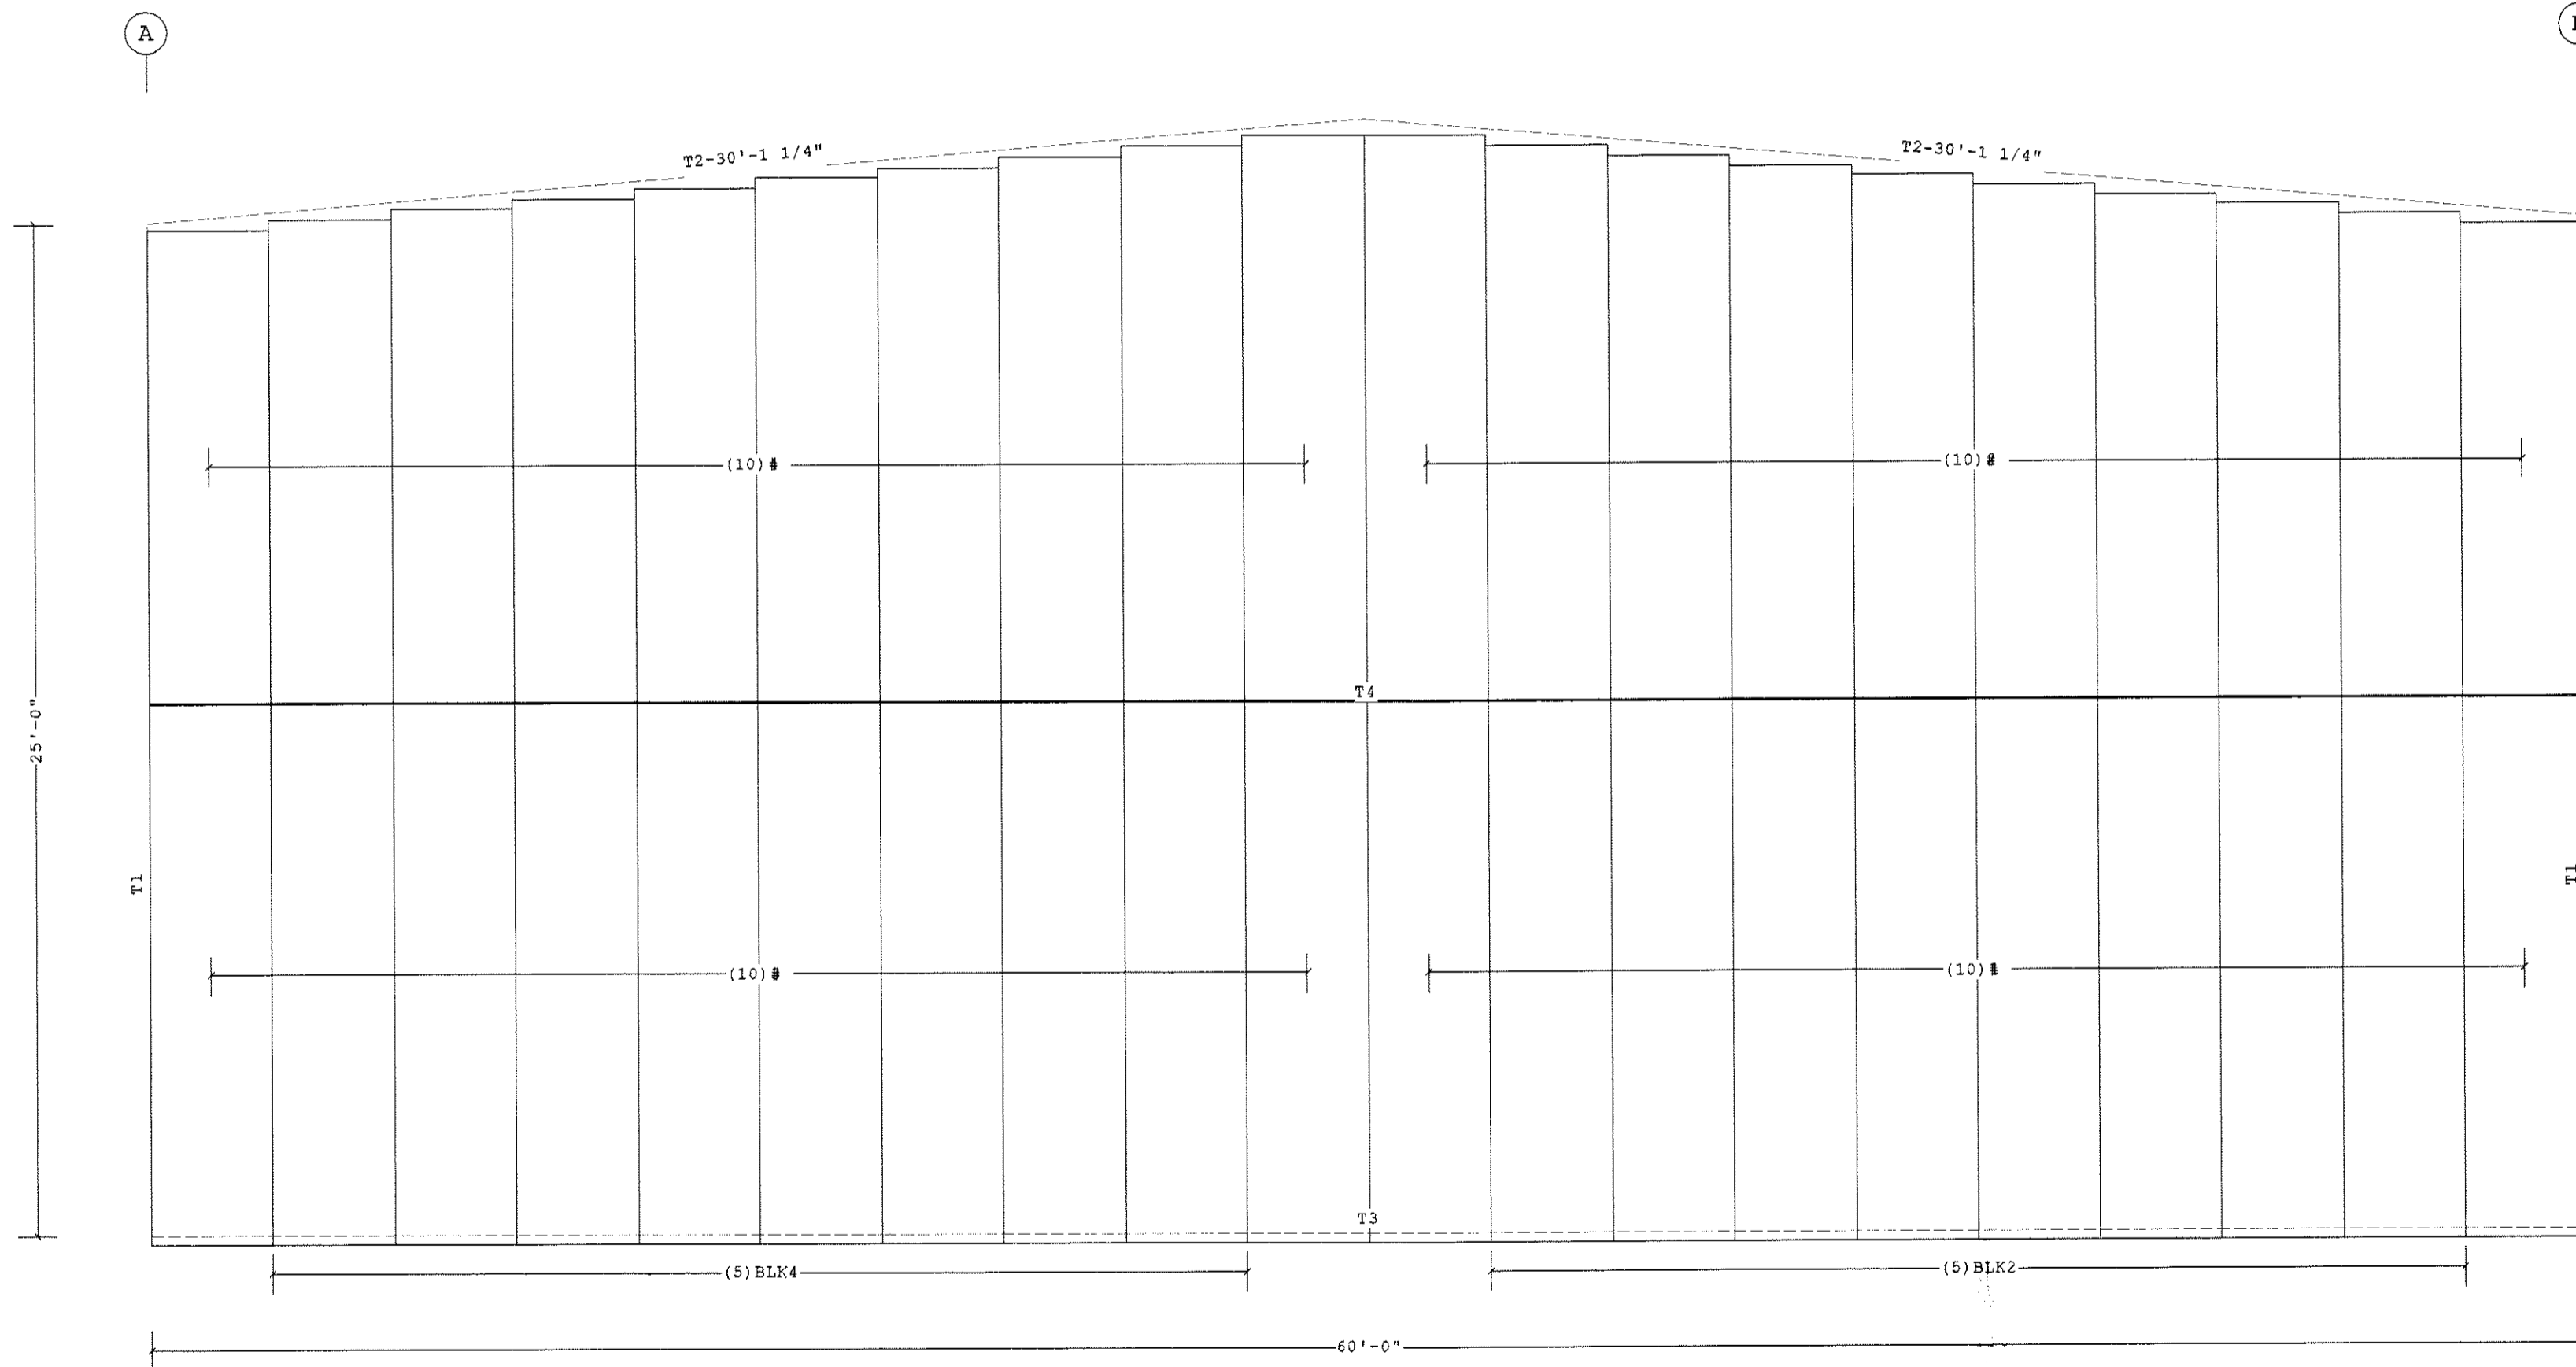 A
T2-30'-1 1/4"
T2-30'-1 1/4"
(10)
(10)
25'-0"
T4
T1
T1
(10)
(10)
T3
(5)BLK4
(5)BLK2
60'-0"